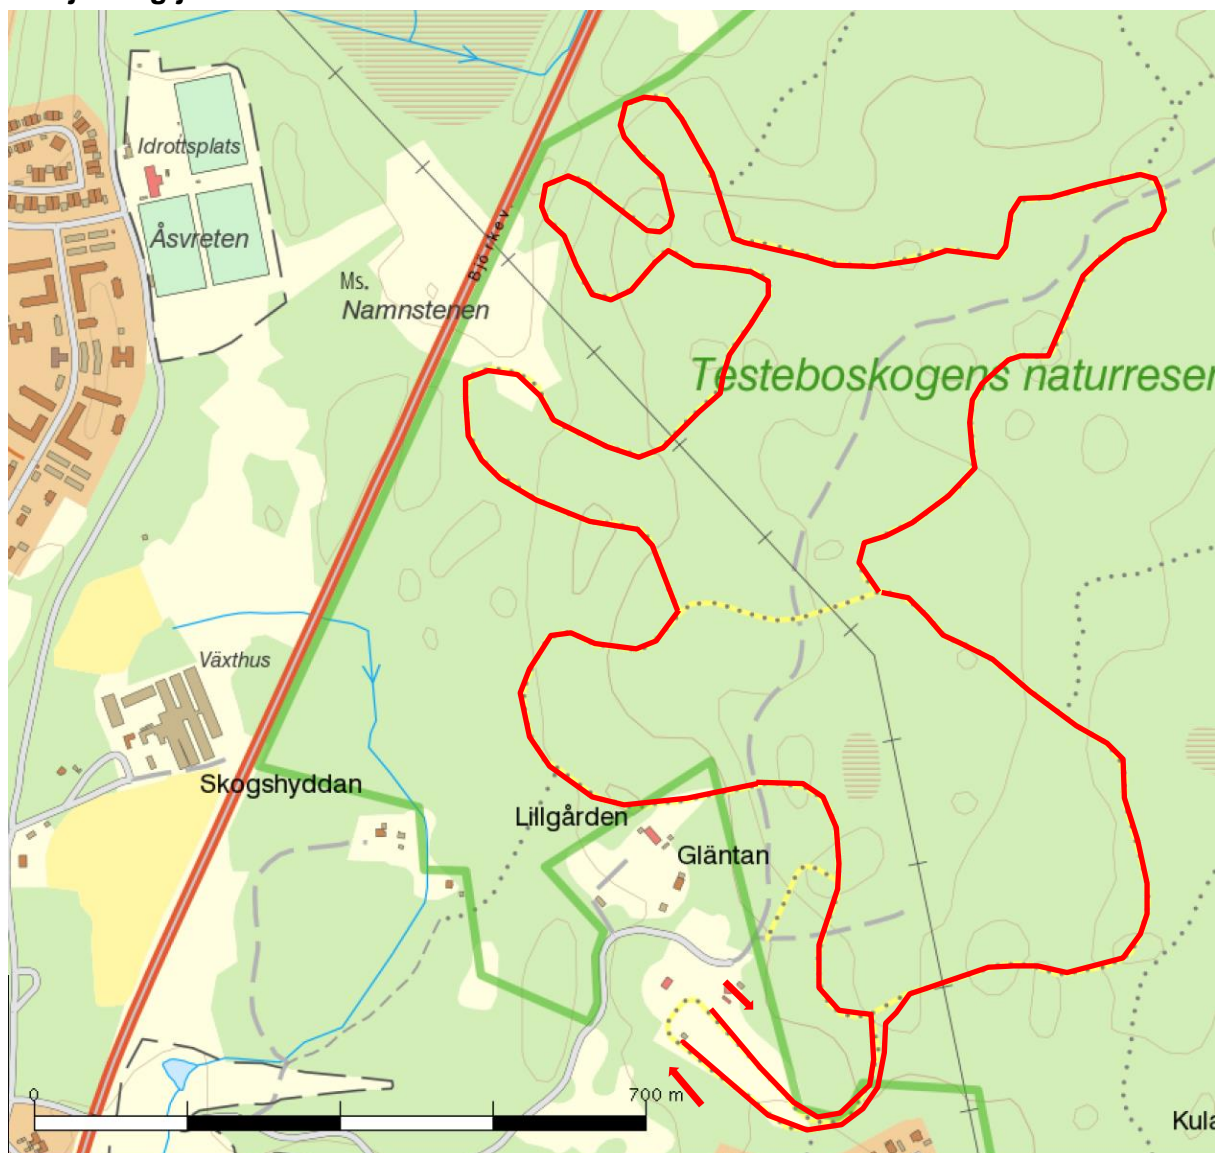 Idrottsplats
Åsvreten
Björkev.
Ms.
Namnstenen
Testeboskogens naturreser
Växthus
Skogshyddan
Lillgården
Gläntan
0
700 m
Kula